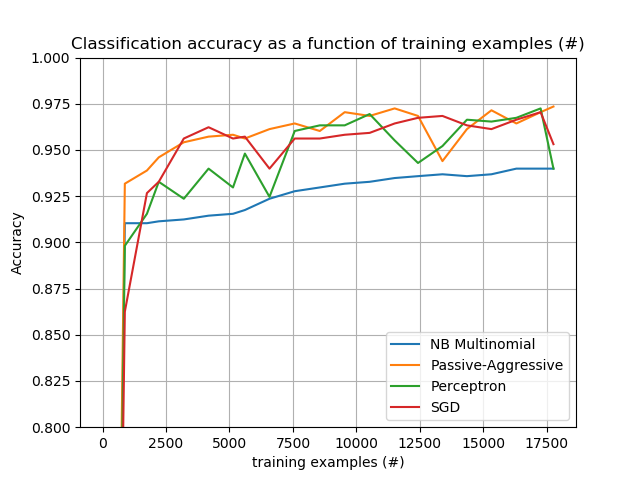 Classification accuracy as a function of training examples (#)
1.000
0.975
0.950
0.925
0.900
0.875
0.850
0.825
0.800
Accuracy
0 2500 5000 7500 10000 12500 15000 17500
training examples (#)
NB Multinomial
Passive-Aggressive
Perceptron
SGD